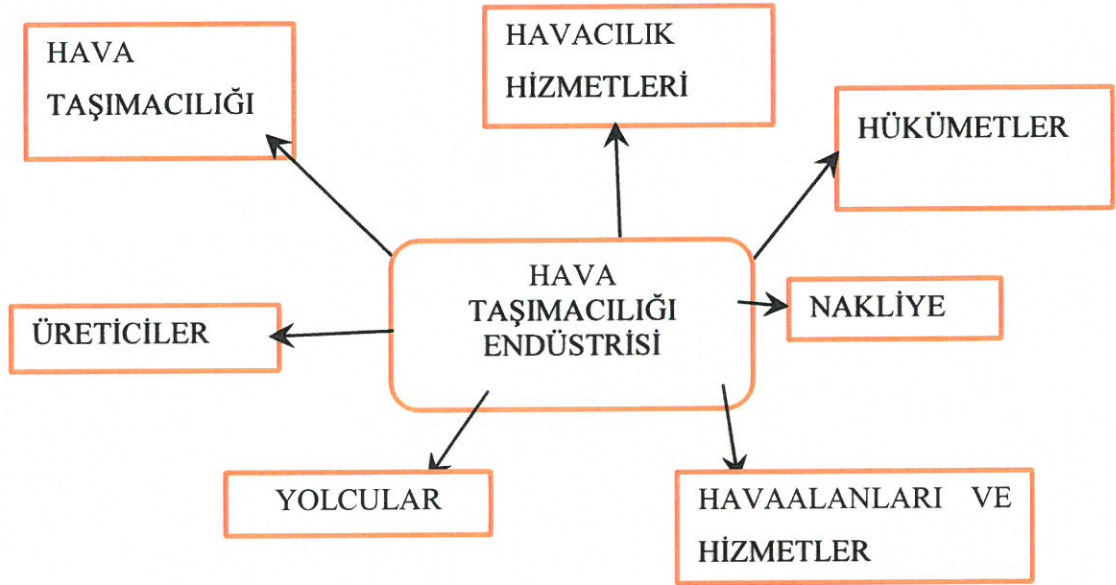 HAVA
TAŞIMACILIĞI
HAVACILIK
HİZMETLERİ
HÜKÜMETLER
HAVA
TAŞIMACILIĞI
ENDÜSTRİSİ
NAKLİYE
ÜRETİCİLER
YOLCULAR
HAVAALANLARI VE
HİZMETLER